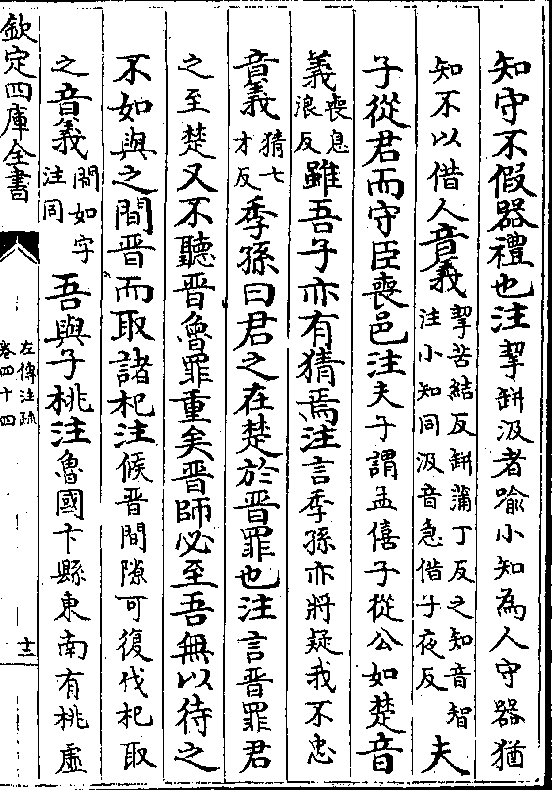 知守不假器禮也注挈缾汲者喻小知為人守器猶
知不以借人音義挈苦結反缾蒲丁反之知音智注小知同汲音急借子夜反夫
子從君而守臣喪邑注夫子謂孟僖子從公如楚音
義喪息浪反雖吾子亦有猜焉注言季孫亦將疑我不忠
音義猜七才反季孫曰君之在楚於晉罪也注言晉罪君
之至楚又不聽晉魯罪重矣晉師必至吾無以待之
不如與之間晉而取諸杞注候晉間隙可復伐杞取
之音義間如字注同吾與子桃注魯國卞縣東南有桃虛
欽定四庫全書
左傳注疏
卷四十四
十三